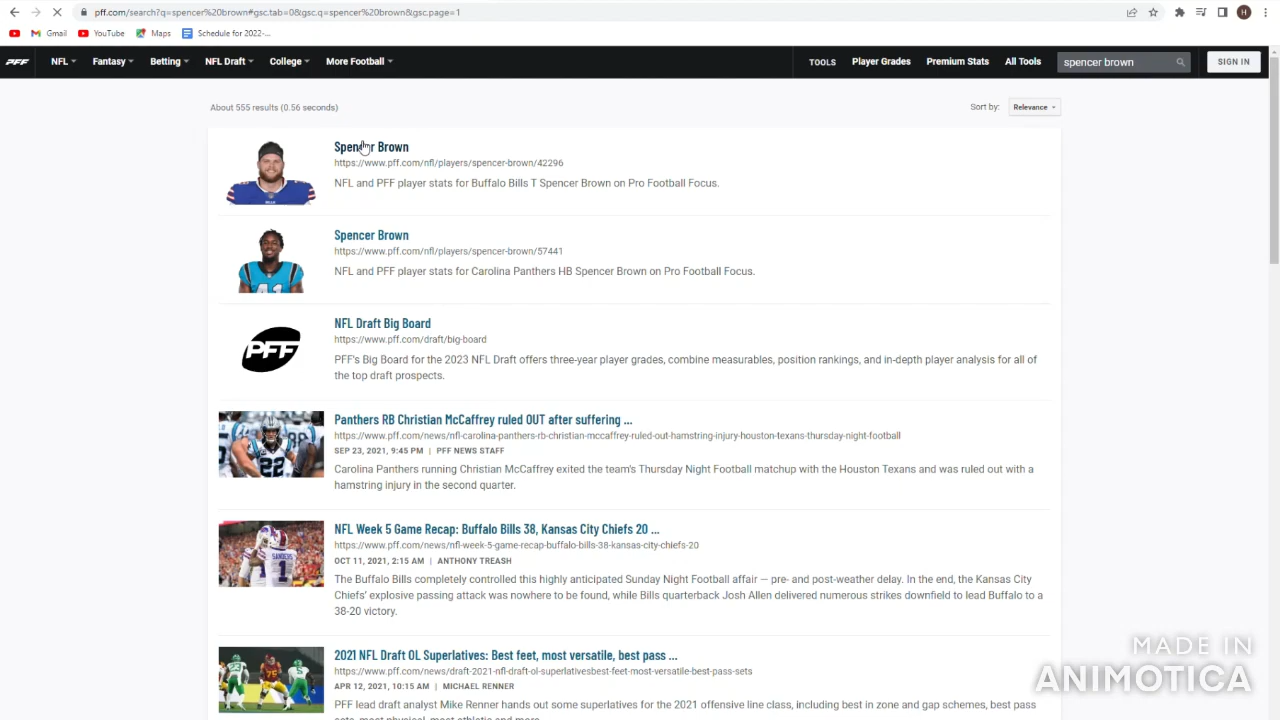 pff.com/search?q=spencer%20brown#gsc.tab=0&gsc.q=spencer%20brown&gsc.page=1
H
Gmail YouTube Maps Schedule for 2022-...
PFF NFL Fantasy Betting NFL Draft College More Football TOOLS Player Grades Premium Stats All Tools spencer brown SIGN IN
About 555 results (0.56 seconds) Sort by: Relevance
Spencer Brown
https://www.pff.com/nfl/players/spencer-brown/42296
NFL and PFF player stats for Buffalo Bills T Spencer Brown on Pro Football Focus.
Spencer Brown
https://www.pff.com/nfl/players/spencer-brown/57441
NFL and PFF player stats for Carolina Panthers HB Spencer Brown on Pro Football Focus.
41
NFL Draft Big Board
https://www.pff.com/draft/big-board
PFF
PFF's Big Board for the 2023 NFL Draft offers three-year player grades, combine measurables, position rankings, and in-depth player analysis for all of
the top draft prospects.
Panthers RB Christian McCaffrey ruled OUT after suffering ...
https://www.pff.com/news/nfl-carolina-panthers-rb-christian-mccaffrey-ruled-out-hamstring-injury-houston-texans-thursday-night-football
SEP 23, 2021, 9:45 PM | PFF NEWS STAFF
22
Carolina Panthers running Christian McCaffrey exited the team's Thursday Night Football matchup with the Houston Texans and was ruled out with a
hamstring injury in the second quarter.
NFL Week 5 Game Recap: Buffalo Bills 38, Kansas City Chiefs 20 ...
https://www.pff.com/news/nfl-week-5-game-recap-buffalo-bills-38-kansas-city-chiefs-20
OCT 11, 2021, 2:15 AM | ANTHONY TREASH
SANDERS
1
The Buffalo Bills completely controlled this highly anticipated Sunday Night Football affair — pre- and post-weather delay. In the end, the Kansas City
Chiefs' explosive passing attack was nowhere to be found, while Bills quarterback Josh Allen delivered numerous strikes downfield to lead Buffalo to a
38-20 victory.
2021 NFL Draft OL Superlatives: Best feet, most versatile, best pass ...
https://www.pff.com/news/draft-2021-nfl-draft-ol-superlativesbest-feet-most-versatile-best-pass-sets
APR 12, 2021, 10:15 AM | MICHAEL RENNER
75
PFF lead draft analyst Mike Renner hands out some superlatives for the 2021 offensive line class, including best in zone and gap schemes, best pass
sets, most physical, most athletic and more.
MADE IN
ANIMOTICA